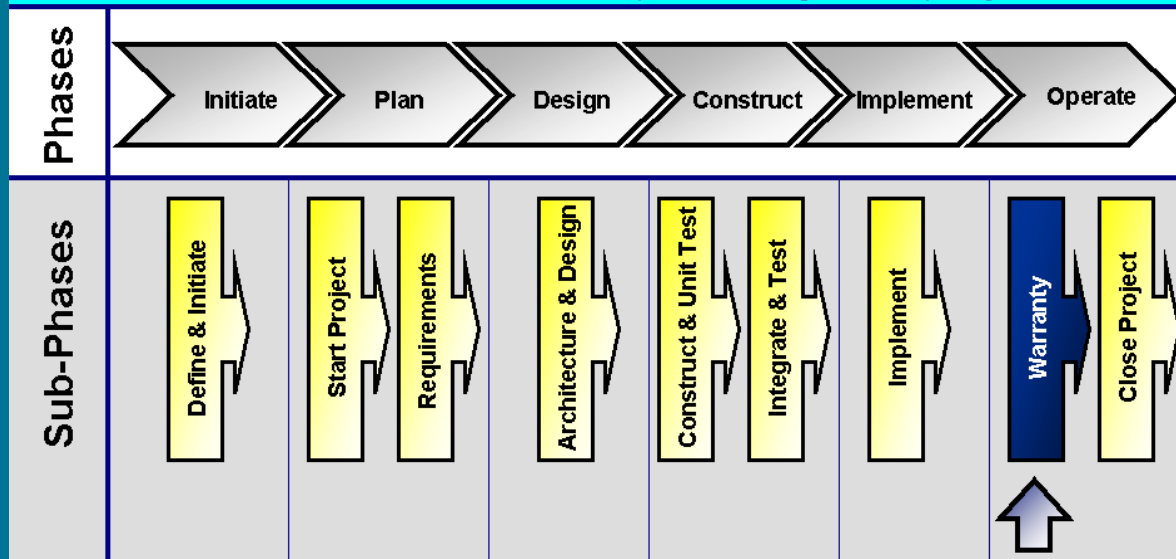 Phases
Initiate
Plan
Design
Construct
Implement
Operate
Sub-Phases
Define & Initiate
Start Project
Requirements
Architecture & Design
Construct & Unit Test
Integrate & Test
Implement
Warranty
Close Project